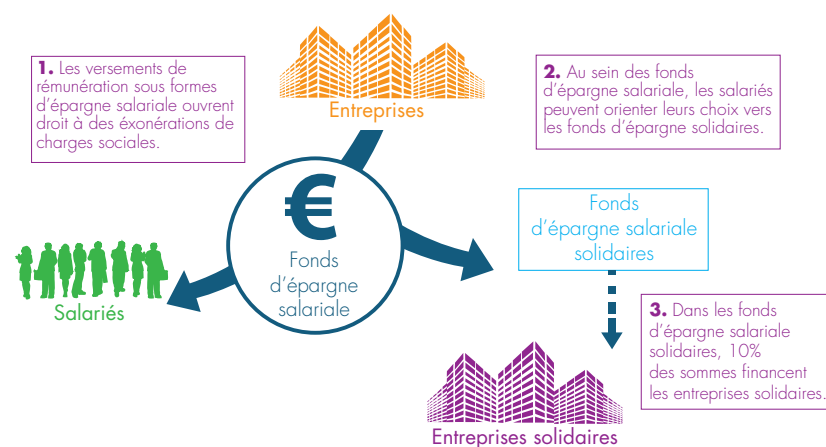 1. Les versements de
rémunération sous formes
d'épargne salariale ouvrent
droit à des éxonérations de
charges sociales.
Entreprises
2. Au sein des fonds
d'épargne salariale, les salariés
peuvent orienter leurs choix vers
les fonds d'épargne solidaires.
€
Fonds
d'épargne
salariale
Fonds
d'épargne salariale
solidaires
Salariés
3. Dans les fonds
d'épargne salariale
solidaires, 10%
des sommes financent
les entreprises solidaires.
Entreprises solidaires